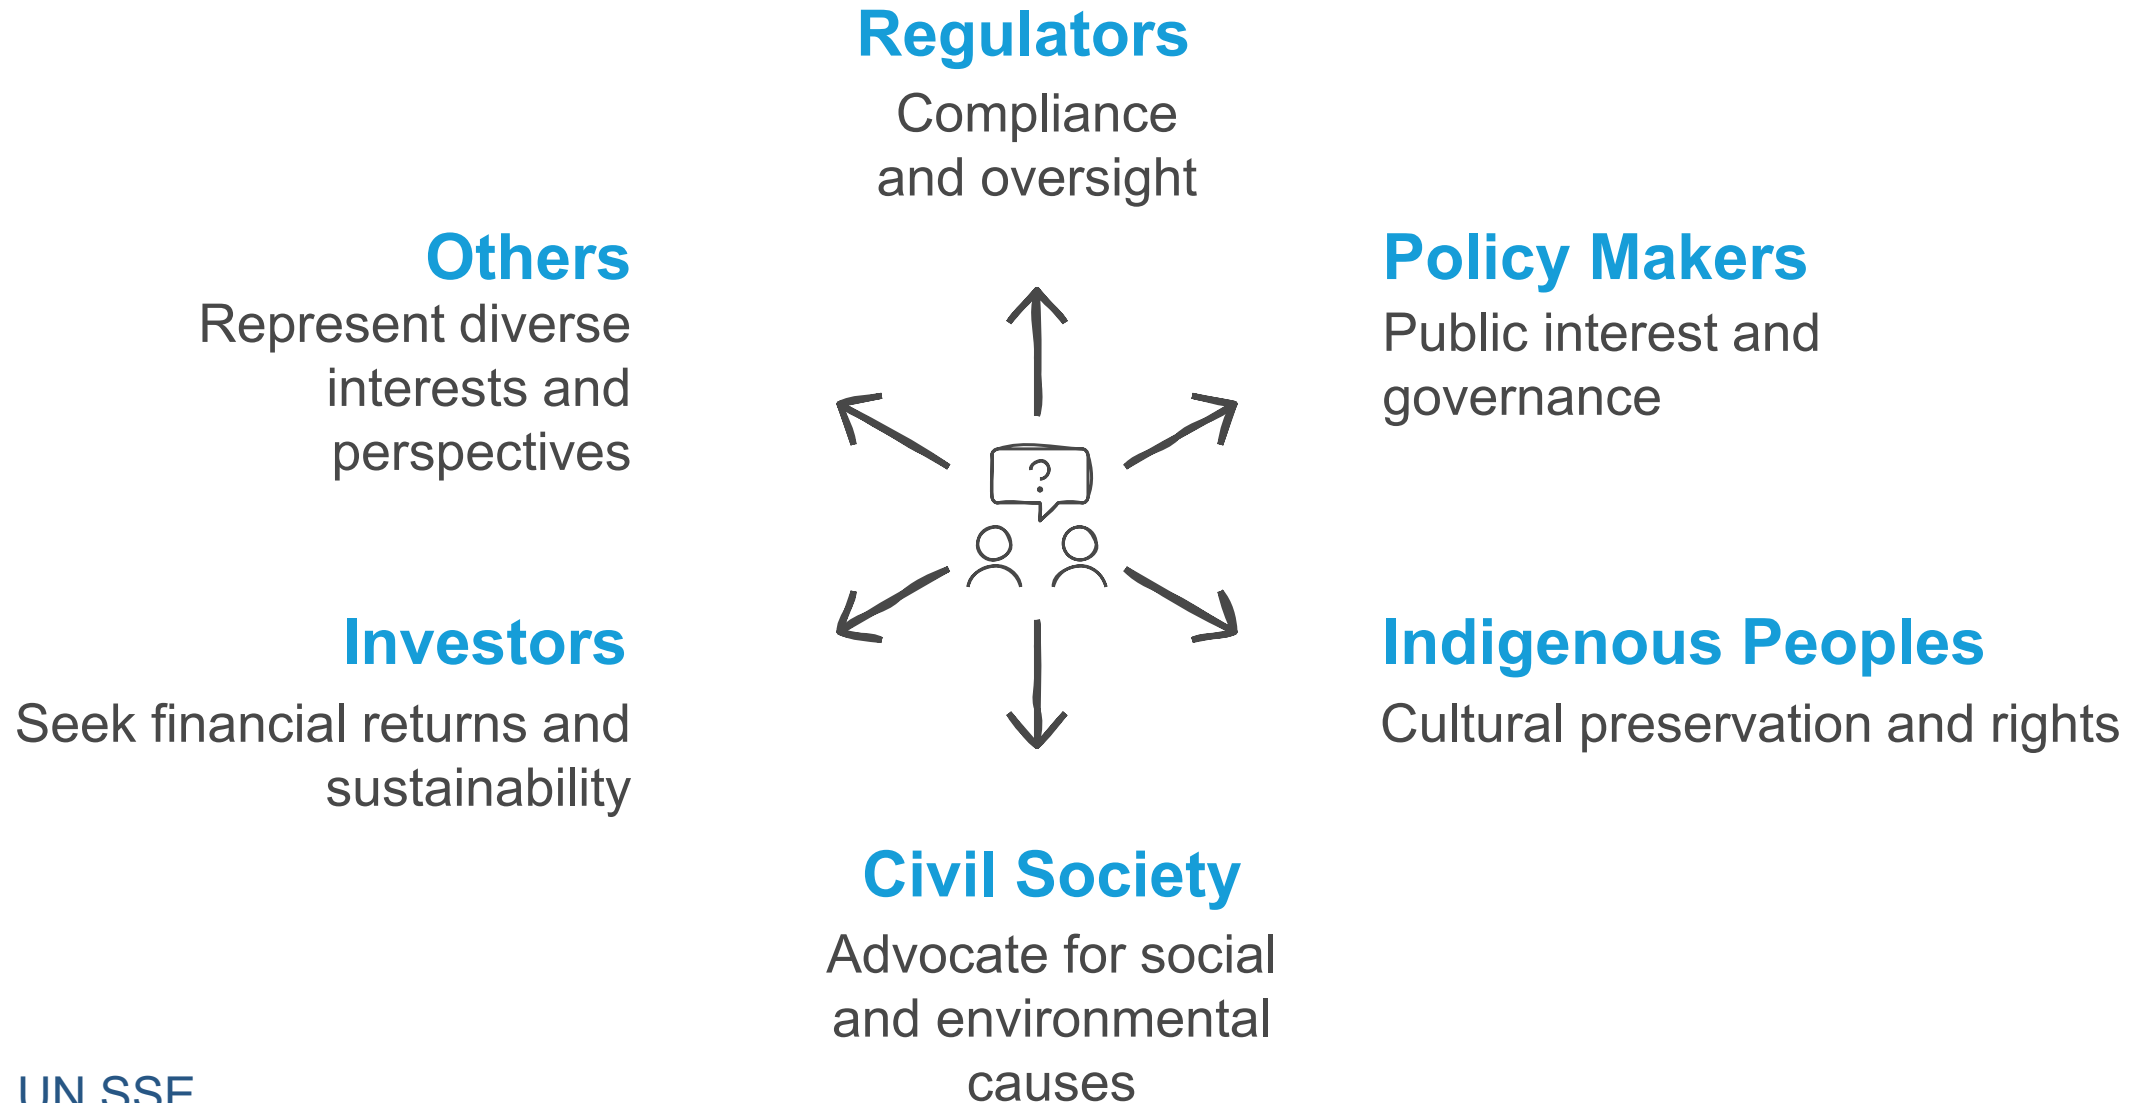 Regulators
Compliance
and oversight
Others
Represent diverse
interests and
perspectives
Policy Makers
Public interest and
governance
?
Investors
Seek financial returns and
sustainability
Indigenous Peoples
Cultural preservation and rights
Civil Society
Advocate for social
and environmental
causes
UN SSE